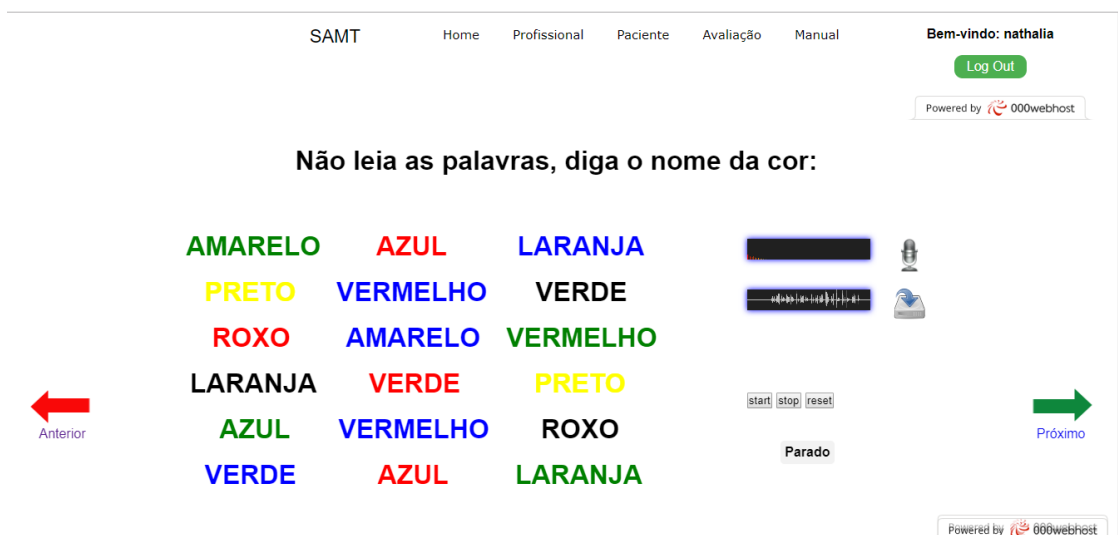 SAMT Home Profissional Paciente Avaliação Manual Bem-vindo: nathalia
Log Out
Powered by 000webhost
Não leia as palavras, diga o nome da cor:
AMARELO AZUL LARANJA
PRETO VERMELHO VERDE
ROXO AMARELO VERMELHO
LARANJA VERDE PRETO
start stop reset
AZUL VERMELHO ROXO
Anterior
Próximo
Parado
VERDE AZUL LARANJA
Powered by 000webhost